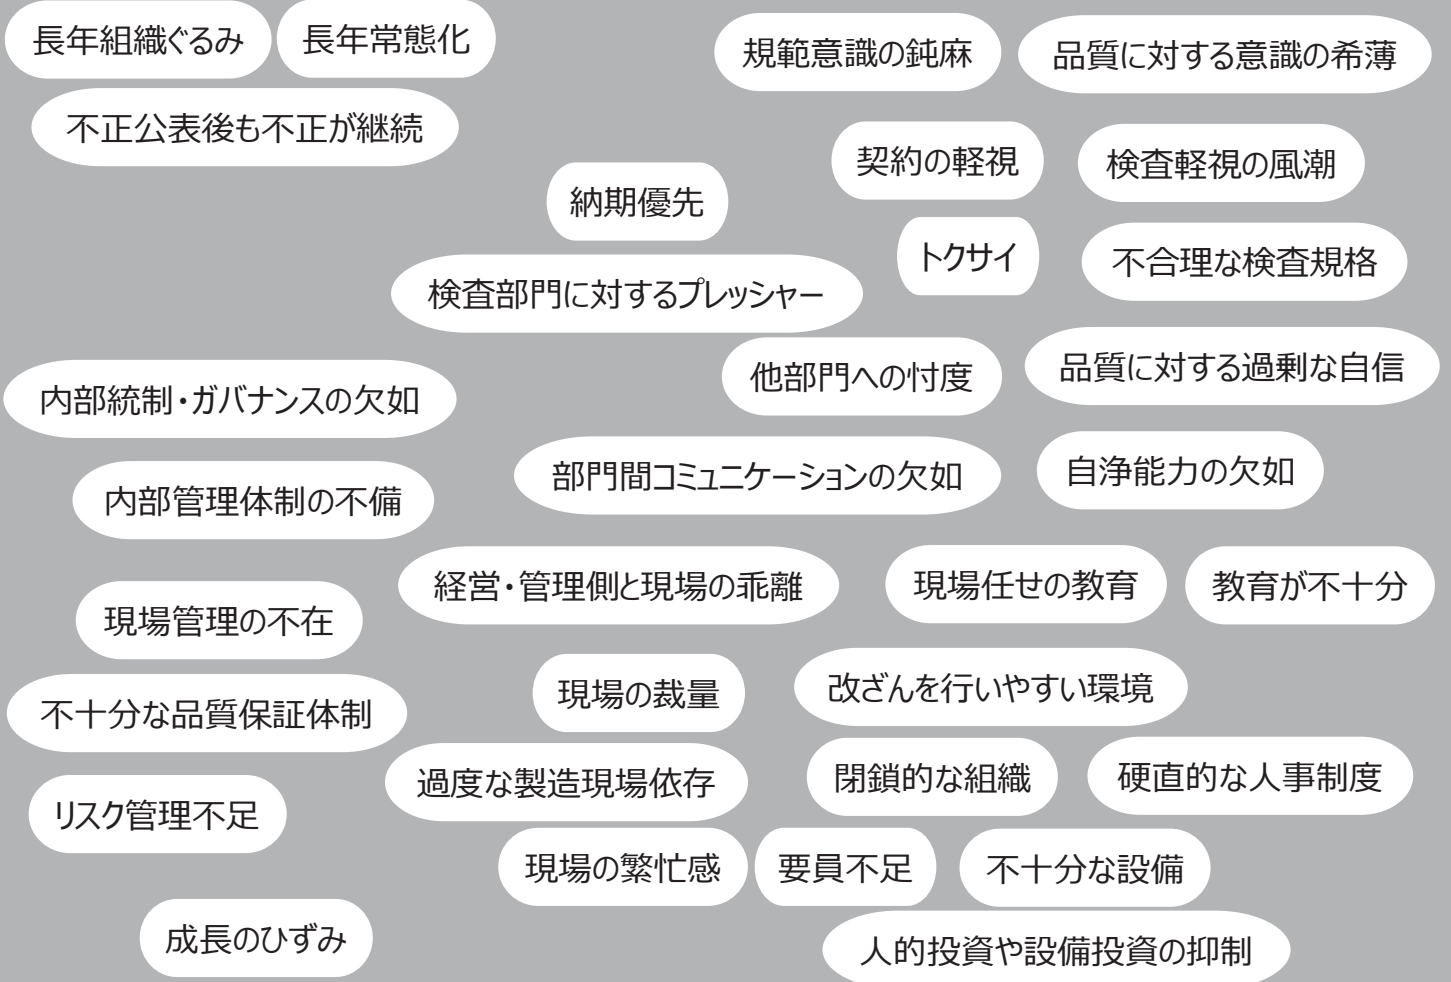 長年組織ぐるみ
長年常態化
規範意識の鈍麻
品質に対する意識の希薄
不正公表後も不正が継続
契約の軽視
検査軽視の風潮
納期優先
トクサイ
不合理な検査規格
検査部門に対するプレッシャー
他部門への忖度
品質に対する過剰な自信
内部統制・ガバナンスの欠如
部門間コミュニケーションの欠如
自浄能力の欠如
内部管理体制の不備
経営・管理側と現場の乖離
現場任せの教育
教育が不十分
現場管理の不在
現場の裁量
改ざんを行いやすい環境
不十分な品質保証体制
過度な製造現場依存
閉鎖的な組織
硬直的な人事制度
リスク管理不足
現場の繁忙感
要員不足
不十分な設備
成長のひずみ
人的投資や設備投資の抑制